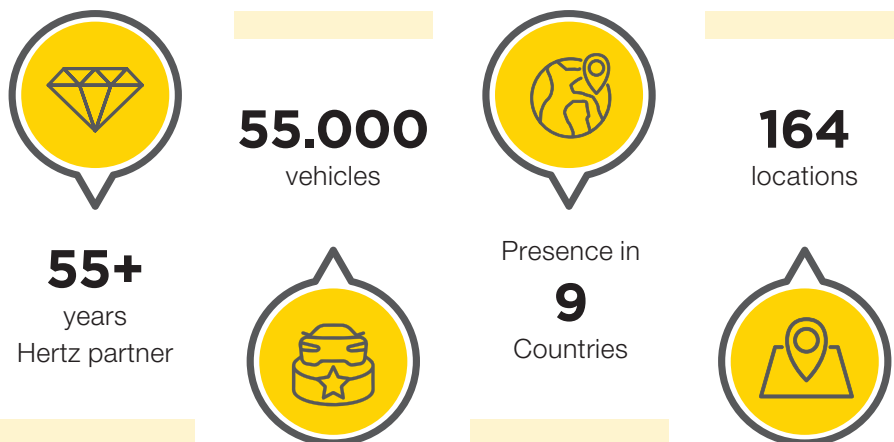 55+
years
Hertz partner
55.000
vehicles
Presence in
9
Countries
164
locations